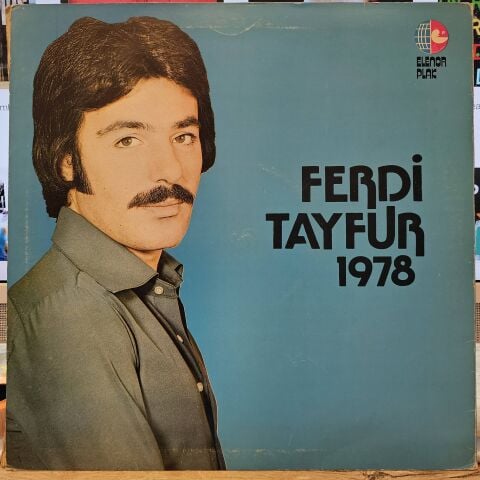 ELENOR
PLAK
FERDİ
TAYFUR
1978